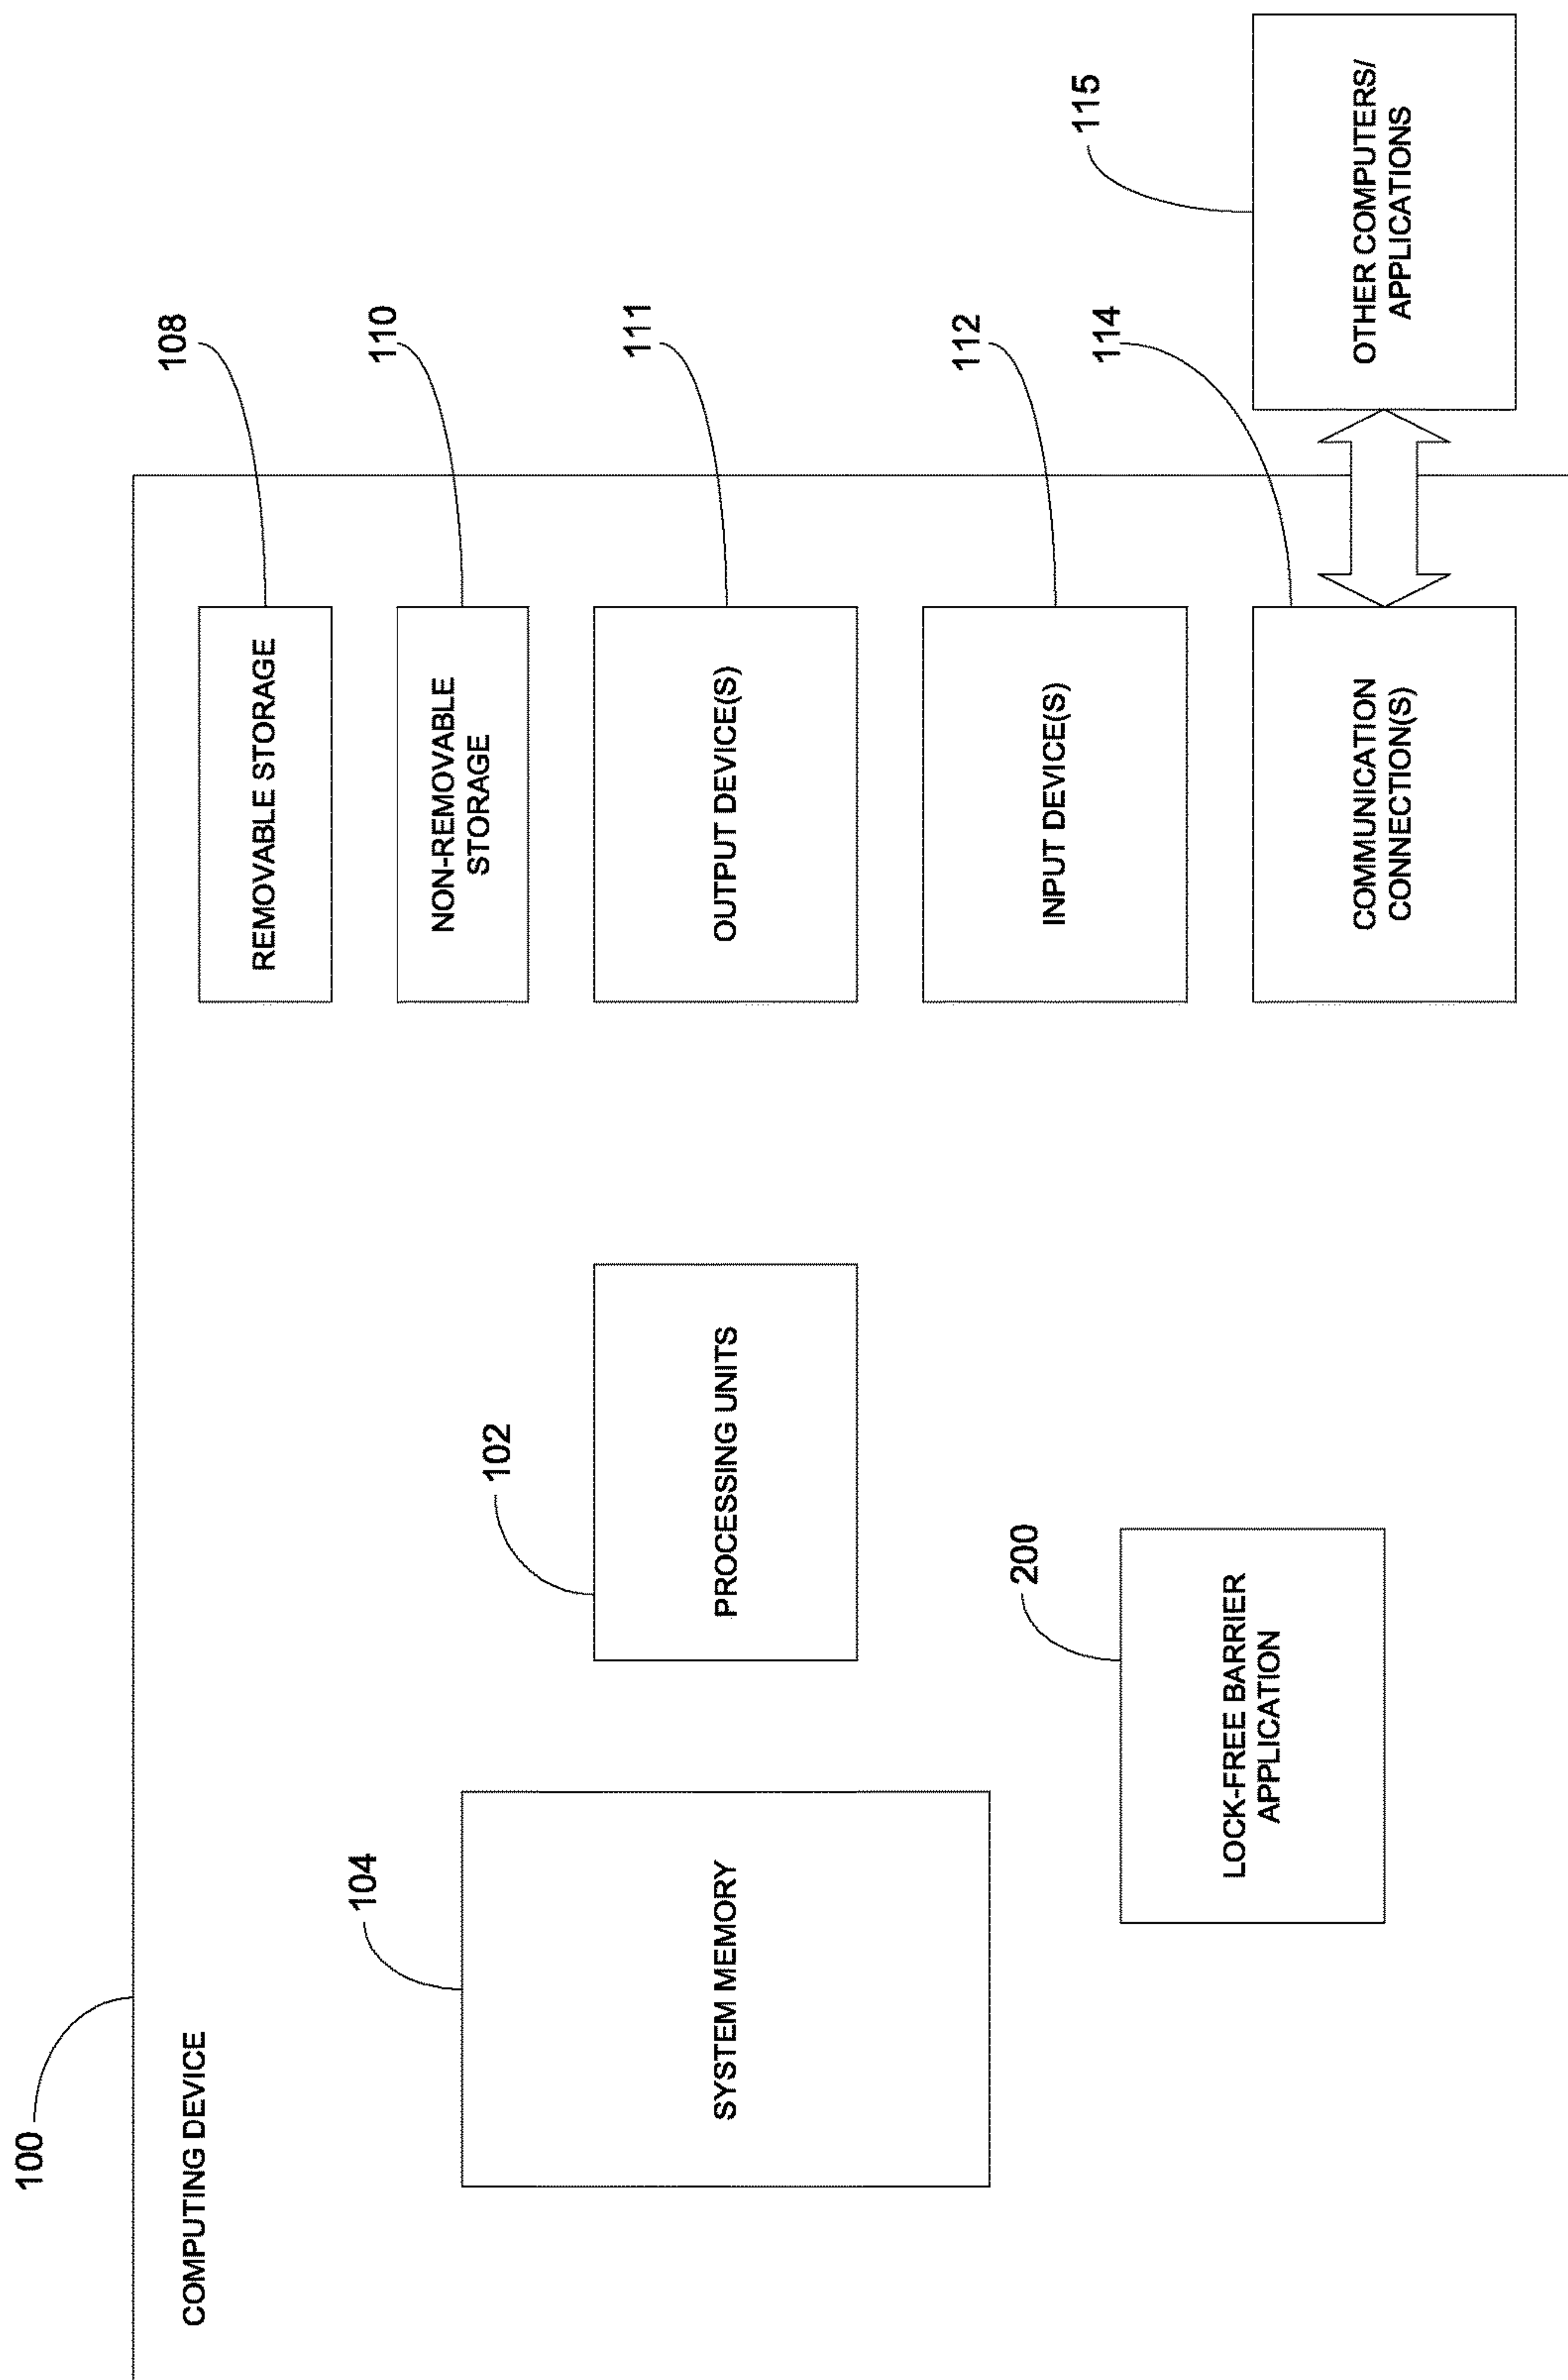 100
COMPUTING DEVICE
104
SYSTEM MEMORY
102
PROCESSING UNITS
200
LOCK-FREE BARRIER
APPLICATION
108
REMOVABLE STORAGE
110
NON-REMOVABLE
STORAGE
111
OUTPUT DEVICE(S)
112
INPUT DEVICE(S)
114
COMMUNICATION
CONNECTION(S)
115
OTHER COMPUTERS/
APPLICATIONS